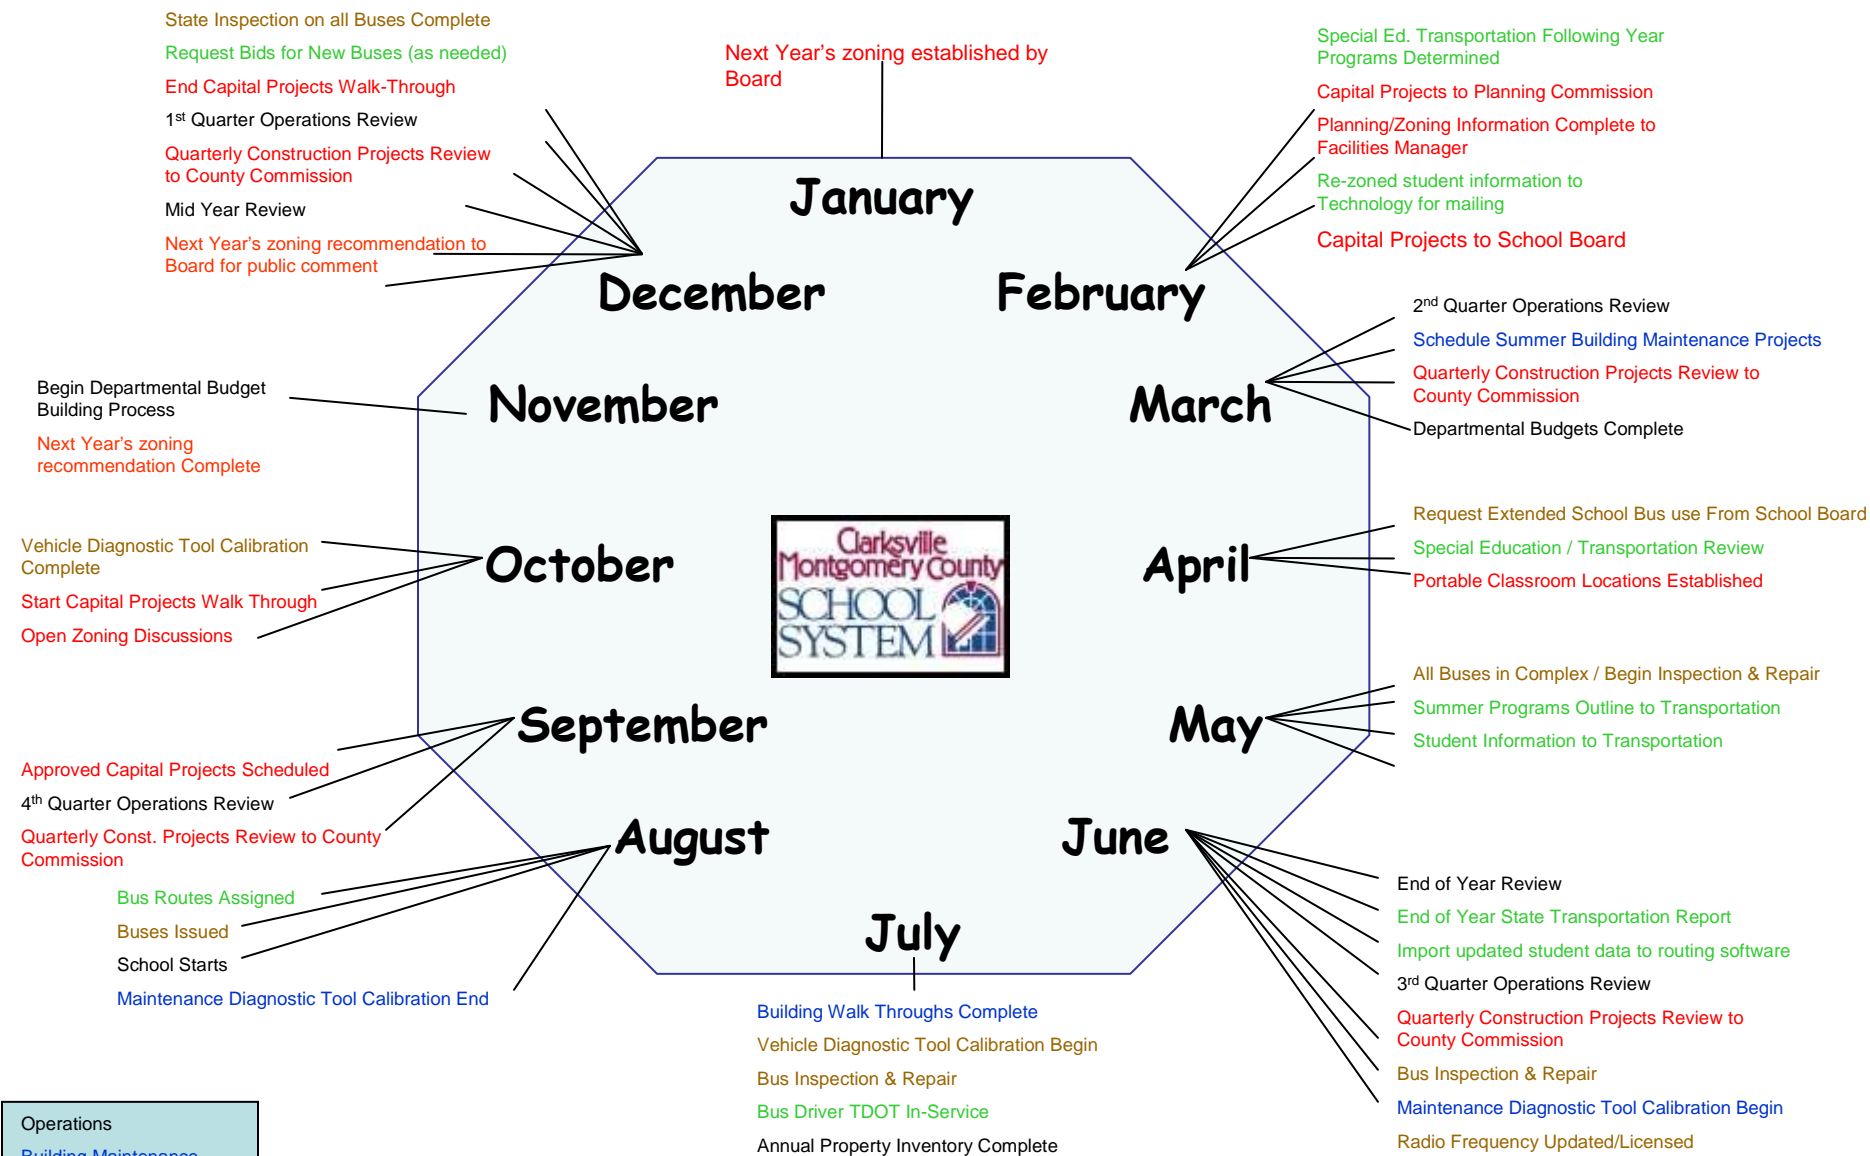 State Inspection on all Buses Complete
Request Bids for New Buses (as needed)
End Capital Projects Walk-Through
1st Quarter Operations Review
Quarterly Construction Projects Review
to County Commission
Mid Year Review
Next Year's zoning recommendation to
Board for public comment
Next Year's zoning established by
Board
Special Ed. Transportation Following Year
Programs Determined
Capital Projects to Planning Commission
Planning/Zoning Information Complete to
Facilities Manager
Re-zoned student information to
Technology for mailing
Capital Projects to School Board
January
December
February
2nd Quarter Operations Review
Schedule Summer Building Maintenance Projects
Quarterly Construction Projects Review to
County Commission
Departmental Budgets Complete
Begin Departmental Budget
Building Process
Next Year's zoning
recommendation Complete
November
March
Vehicle Diagnostic Tool Calibration
Complete
Start Capital Projects Walk Through
Open Zoning Discussions
October
Clarksville
Montgomery County
SCHOOL
SYSTEM
April
Request Extended School Bus use From School Board
Special Education / Transportation Review
Portable Classroom Locations Established
September
May
All Buses in Complex / Begin Inspection & Repair
Summer Programs Outline to Transportation
Student Information to Transportation
Approved Capital Projects Scheduled
4th Quarter Operations Review
Quarterly Const. Projects Review to County
Commission
August
June
Bus Routes Assigned
Buses Issued
School Starts
Maintenance Diagnostic Tool Calibration End
July
End of Year Review
End of Year State Transportation Report
Import updated student data to routing software
3rd Quarter Operations Review
Quarterly Construction Projects Review to
County Commission
Bus Inspection & Repair
Maintenance Diagnostic Tool Calibration Begin
Radio Frequency Updated/Licensed
Building Walk Throughs Complete
Vehicle Diagnostic Tool Calibration Begin
Bus Inspection & Repair
Bus Driver TDOT In-Service
Annual Property Inventory Complete
Operations
Building Maintenance